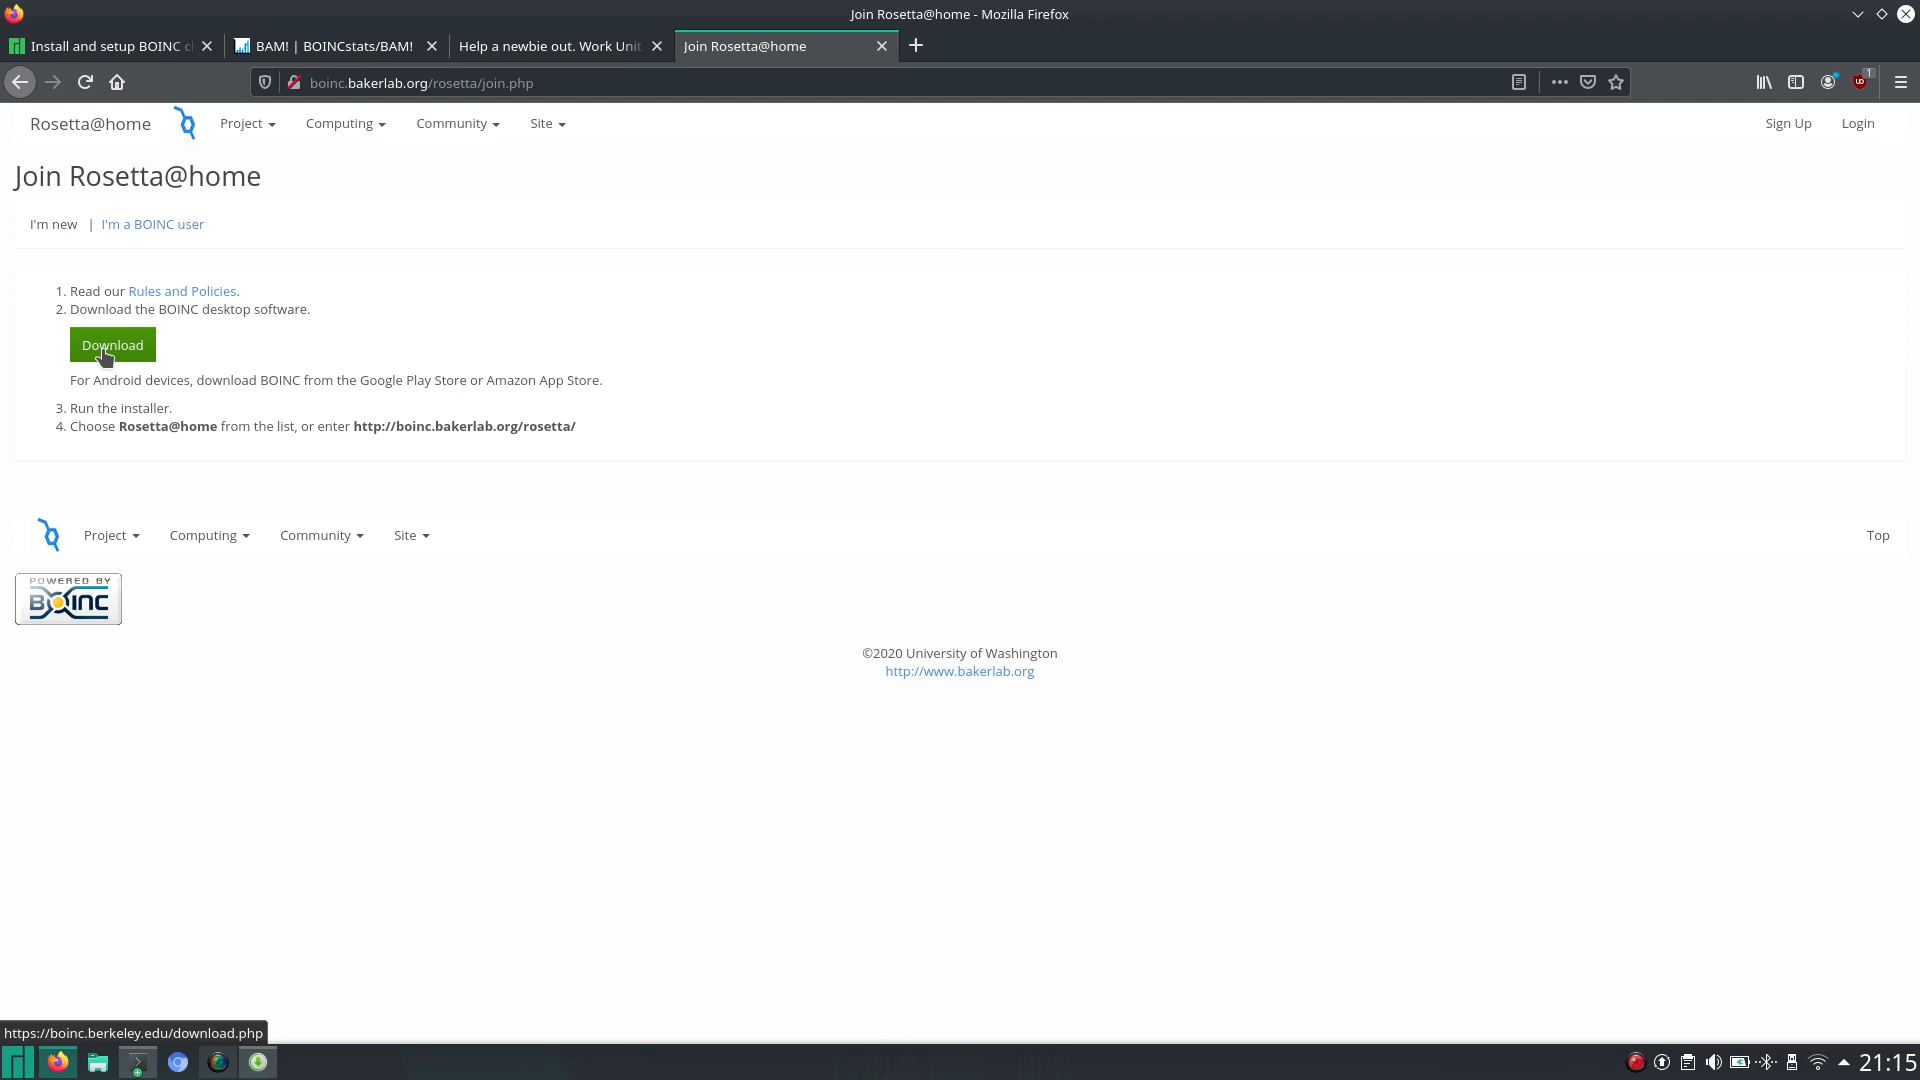 Join Rosetta@home - Mozilla Firefox
Install and setup BOINC c
BAM! | BOINCstats/BAM!
Help a newbie out. Work Unit
Join Rosetta@home
boinc.bakerlab.org/rosetta/join.php
1
Rosetta@home
Project
Computing
Community
Site
Sign Up
Login
Join Rosetta@home
I'm new | I'm a BOINC user
1. Read our Rules and Policies.
2. Download the BOINC desktop software.
Download
For Android devices, download BOINC from the Google Play Store or Amazon App Store.
3. Run the installer.
4. Choose Rosetta@home from the list, or enter http://boinc.bakerlab.org/rosetta/
Project
Computing
Community
Site
Top
POWERED BY
BOINC
©2020 University of Washington
http://www.bakerlab.org
https://boinc.berkeley.edu/download.php
21:15